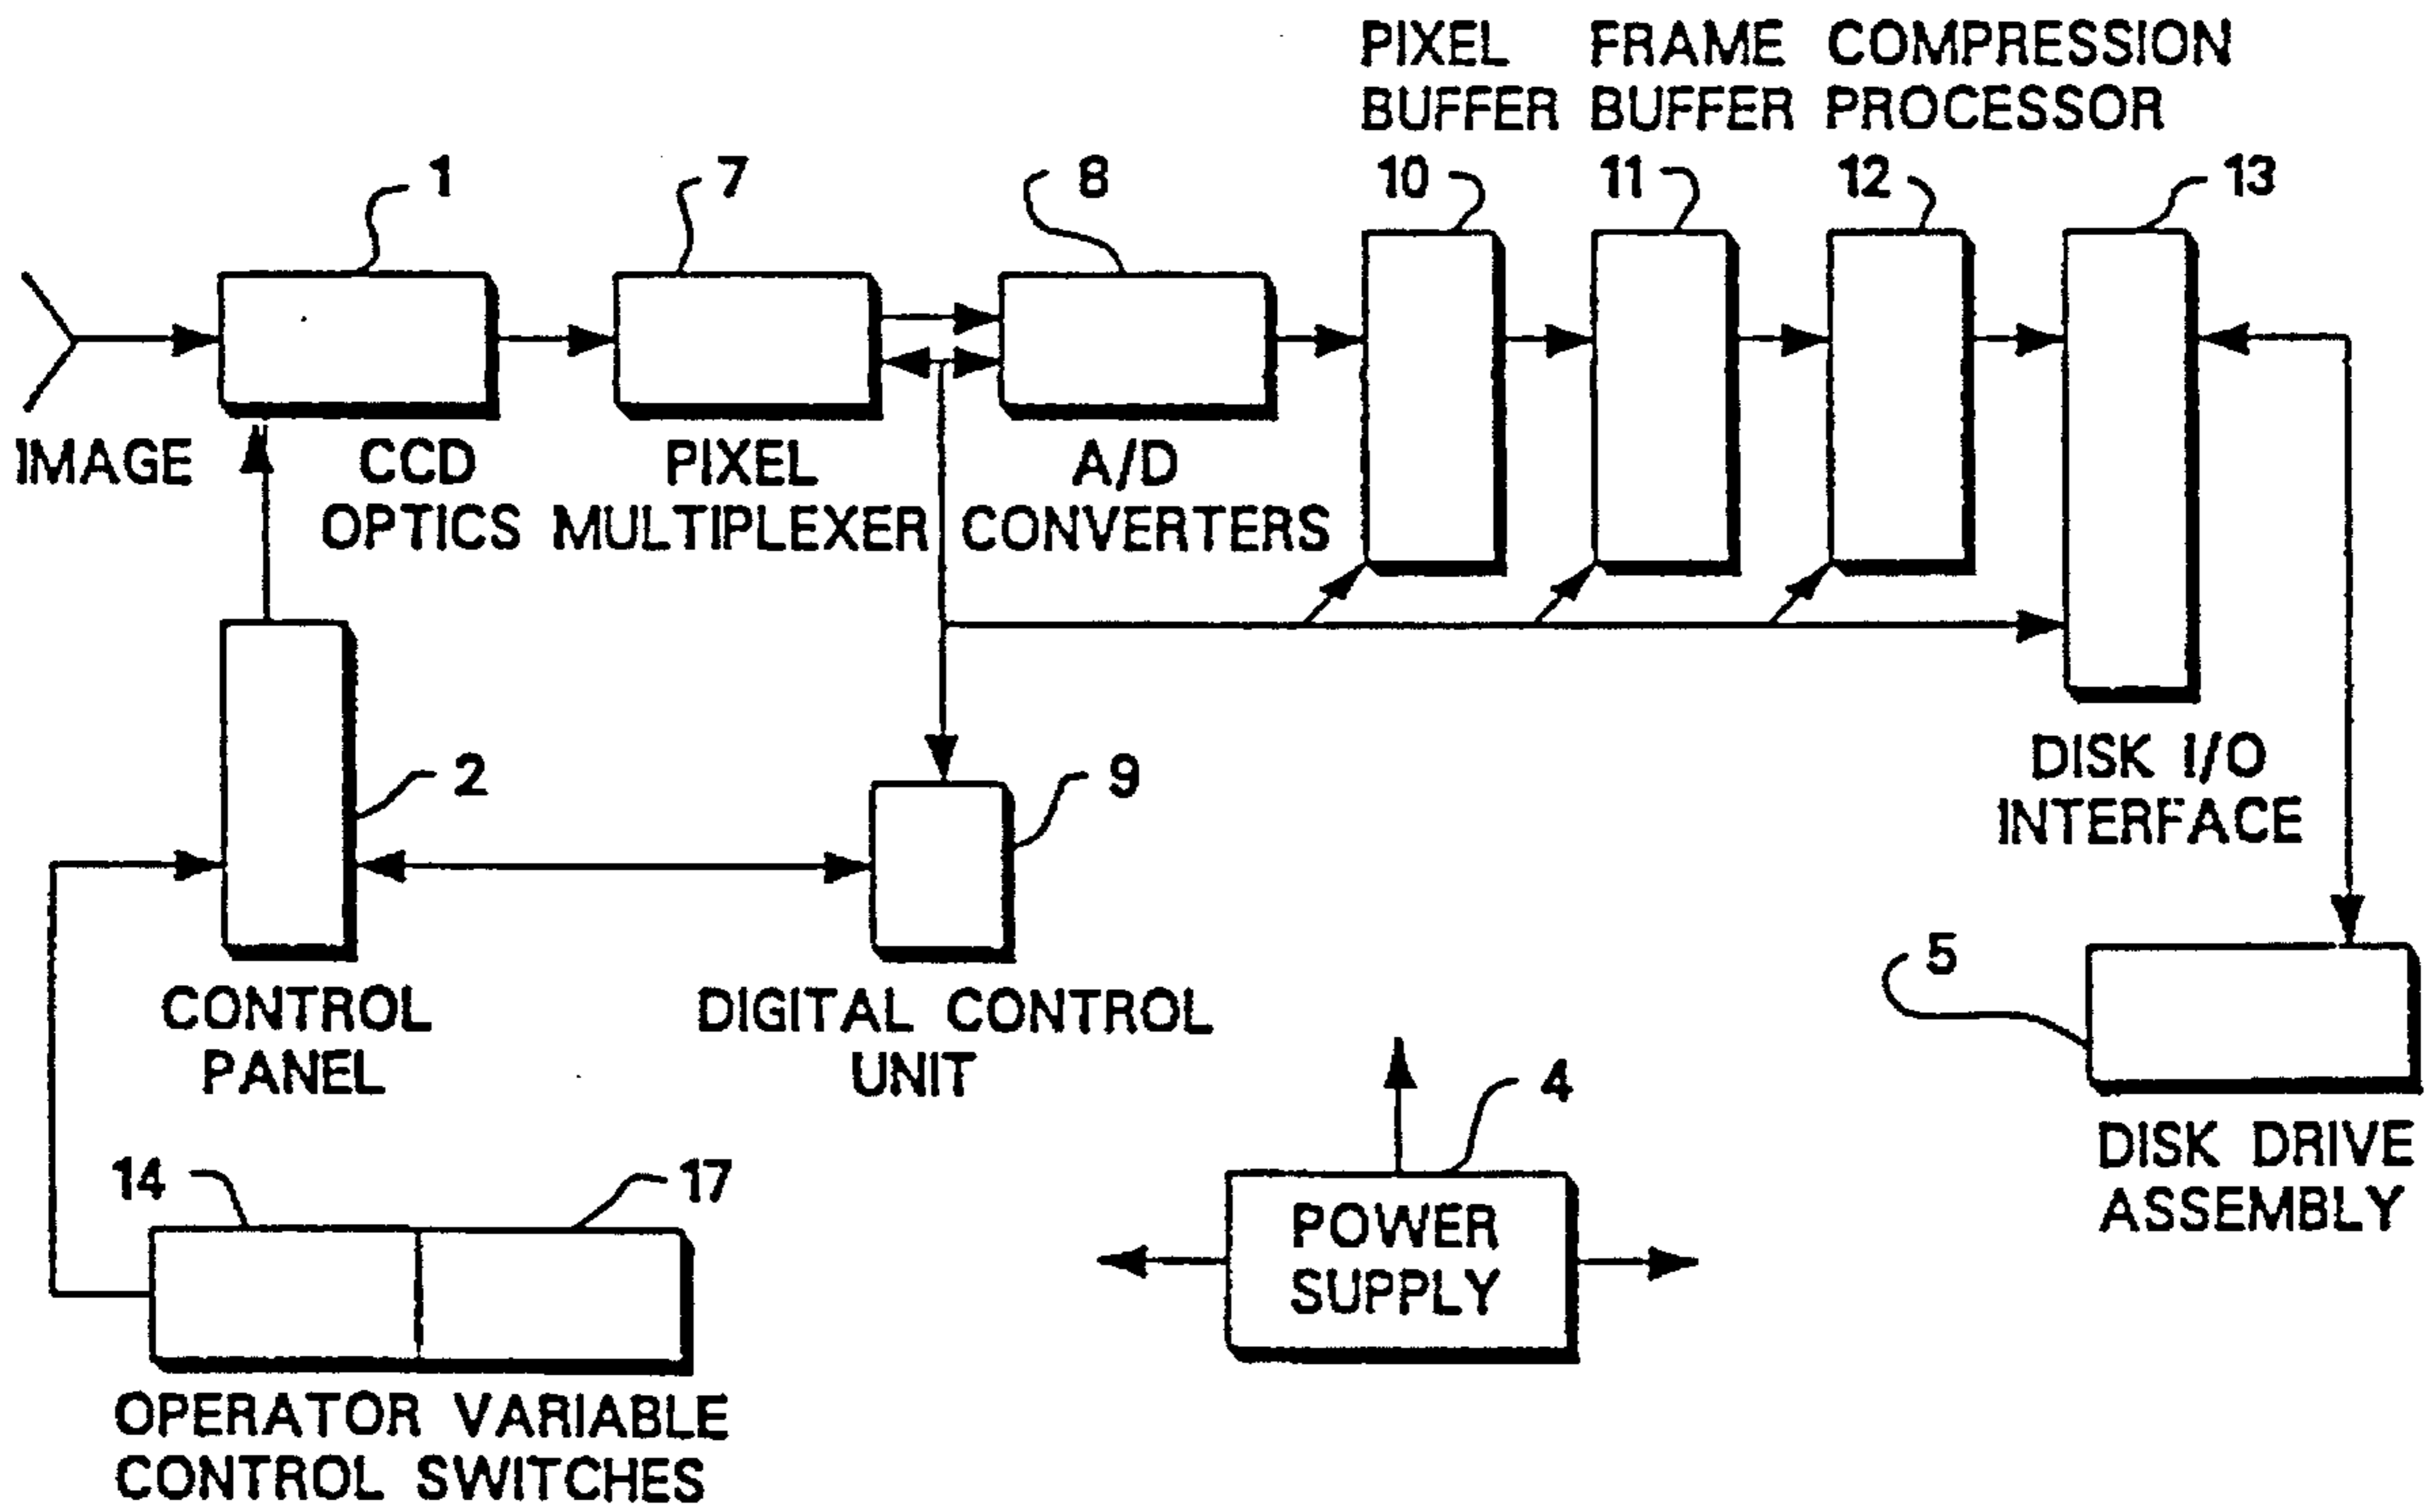 PIXEL FRAME COMPRESSION
BUFFER BUFFER PROCESSOR
1 7 8 10 11 12 13
IMAGE
CCD
OPTICS
PIXEL
MULTIPLEXER
A/D
CONVERTERS
2
9
DISK I/O
INTERFACE
CONTROL
PANEL
DIGITAL CONTROL
UNIT
5
DISK DRIVE
ASSEMBLY
4
POWER
SUPPLY
14 17
OPERATOR VARIABLE
CONTROL SWITCHES